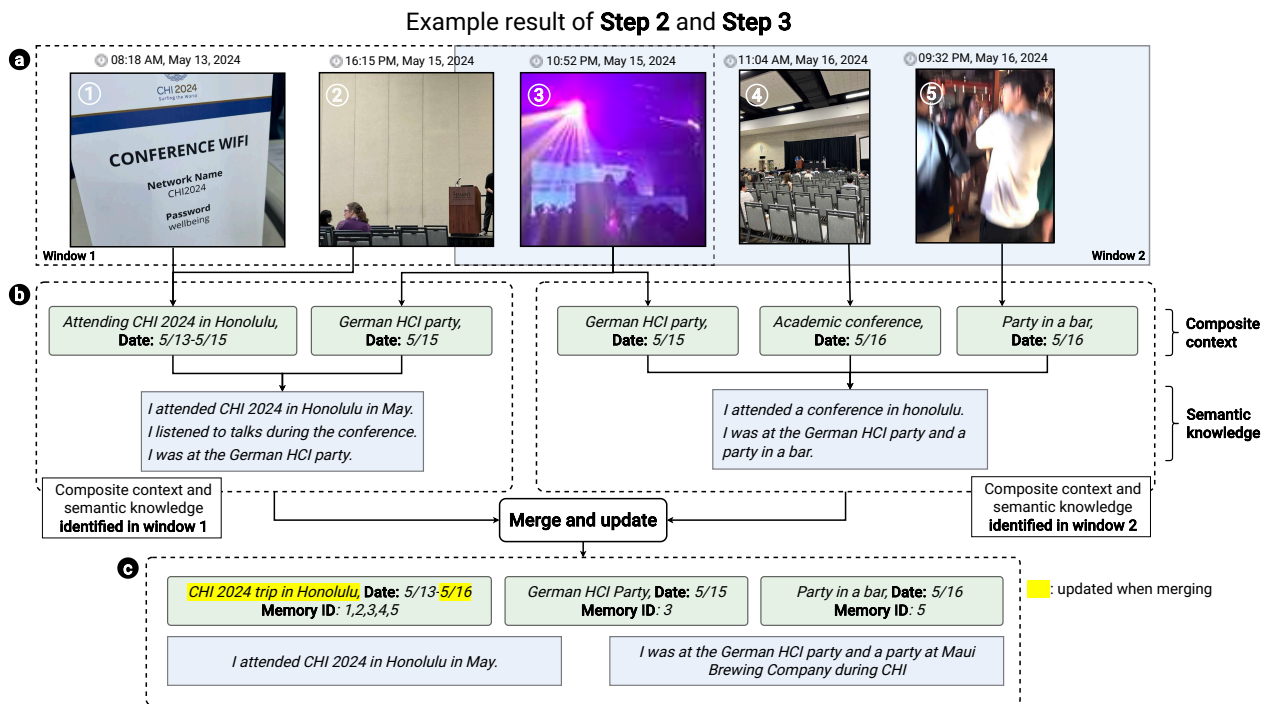 Example result of Step 2 and Step 3
a
08:18 AM, May 13, 2024
16:15 PM, May 15, 2024
10:52 PM, May 15, 2024
11:04 AM, May 16, 2024
09:32 PM, May 16, 2024
1
2
3
4
5
CHI 2024
Surfing the World
CONFERENCE WIFI
Network Name
CHI2024
Password
wellbeing
Window 1
Window 2
b
Attending CHI 2024 in Honolulu,
Date: 5/13-5/15
German HCI party,
Date: 5/15
German HCI party,
Date: 5/15
Academic conference,
Date: 5/16
Party in a bar,
Date: 5/16
Composite
context
I attended CHI 2024 in Honolulu in May.
I listened to talks during the conference.
I was at the German HCI party.
I attended a conference in honolulu.
I was at the German HCI party and a
party in a bar.
Semantic
knowledge
Composite context and
semantic knowledge
identified in window 1
Merge and update
Composite context and
semantic knowledge
identified in window 2
c
CHI 2024 trip in Honolulu, Date: 5/13-5/16
Memory ID: 1,2,3,4,5
German HCI Party, Date: 5/15
Memory ID: 3
Party in a bar, Date: 5/16
Memory ID: 5
: updated when merging
I attended CHI 2024 in Honolulu in May.
I was at the German HCI party and a party at Maui
Brewing Company during CHI